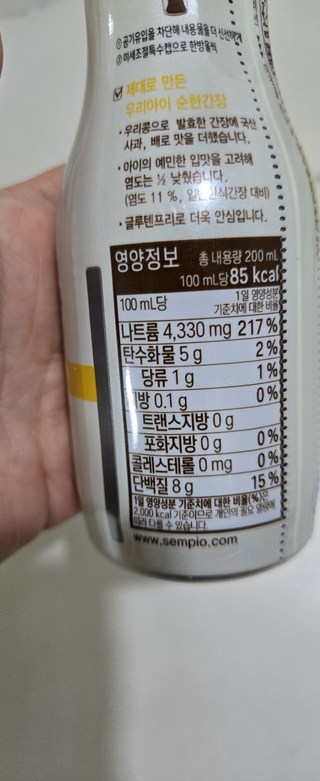 ①공기유입을 차단해 내용물을 더 신선하게
②미세조절특수캡으로 한방울씩
제대로 만든
우리아이 순한간장
• 우리콩으로 발효한 간장에 국산
사과, 배로 맛을 더했습니다.
• 아이의 예민한 입맛을 고려해
염도는 ½ 낮췄습니다.
(염도 11 %, 일반한식간장 대비)
• 글루텐프리로 더욱 안심입니다.
영양정보 총 내용량 200 mL
100 mL당 85 kcal
100 mL당 1일 영양성분
기준치에 대한 비율
나트륨 4,330 mg 217 %
탄수화물 5 g 2 %
당류 1 g 1 %
지방 0.1 g 0 %
트랜스지방 0 g
포화지방 0 g 0 %
콜레스테롤 0 mg 0 %
단백질 8 g 15 %
1일 영양성분 기준치에 대한 비율(%)은
2,000 kcal 기준이므로 개인의 필요 열량에
따라 다를 수 있습니다.
www.sempio.com